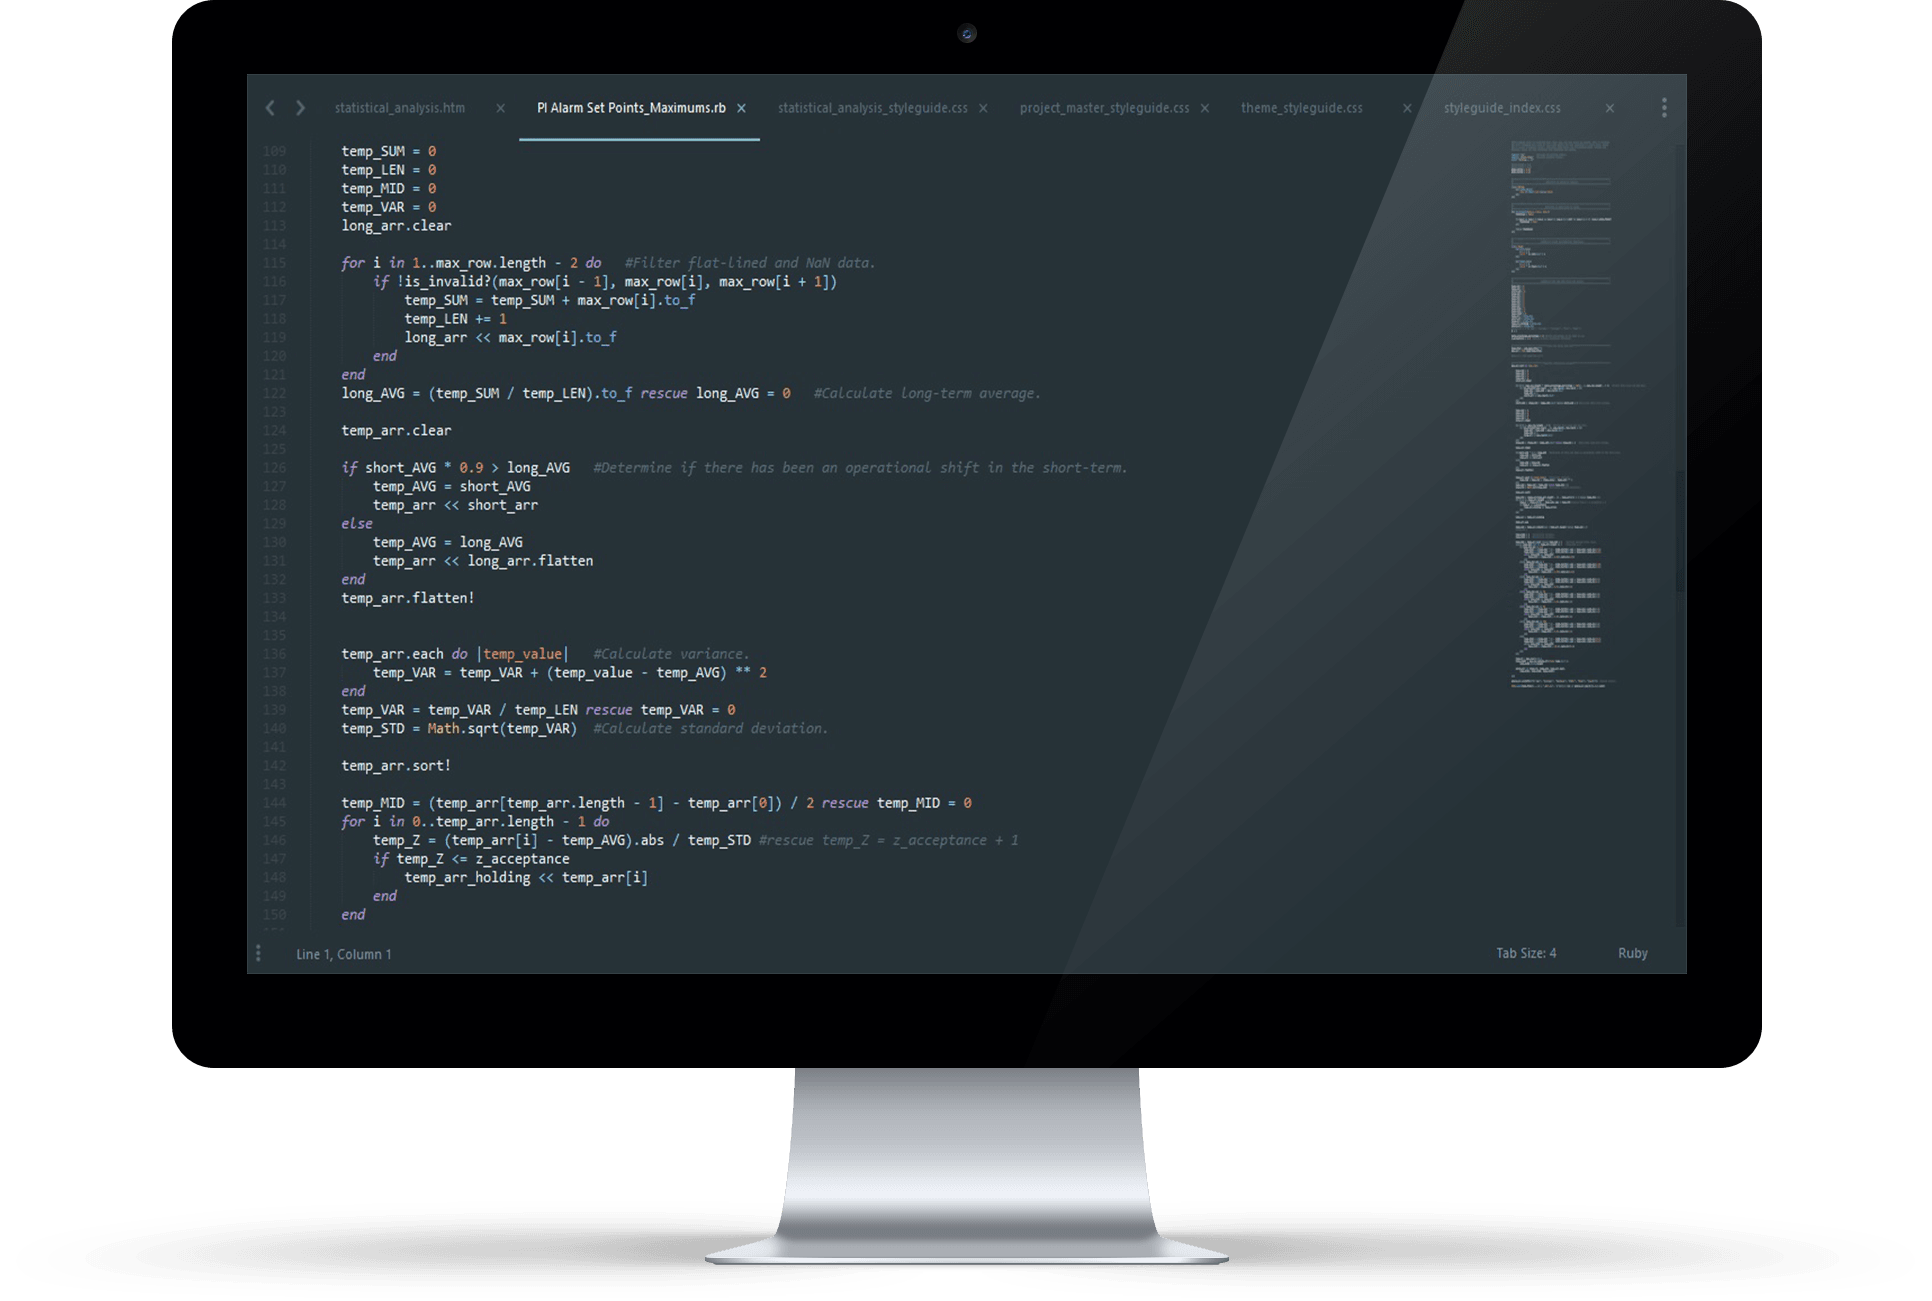 statistical_analysis.htm × PI Alarm Set Points_Maximums.rb × statistical_analysis_styleguide.css × project_master_styleguide.css × theme_styleguide.css × styleguide_index.css ×
109 temp_SUM = 0
110 temp_LEN = 0
111 temp_MID = 0
112 temp_VAR = 0
113 long_arr.clear
114
115 for i in 1..max_row.length - 2 do #Filter flat-lined and NaN data.
116 if !is_invalid?(max_row[i - 1], max_row[i], max_row[i + 1])
117 temp_SUM = temp_SUM + max_row[i].to_f
118 temp_LEN += 1
119 long_arr << max_row[i].to_f
120 end
121 end
122 long_AVG = (temp_SUM / temp_LEN).to_f rescue long_AVG = 0 #Calculate long-term average.
123
124 temp_arr.clear
125
126 if short_AVG * 0.9 > long_AVG #Determine if there has been an operational shift in the short-term.
127 temp_AVG = short_AVG
128 temp_arr << short_arr
129 else
130 temp_AVG = long_AVG
131 temp_arr << long_arr.flatten
132 end
133 temp_arr.flatten!
134
135
136 temp_arr.each do |temp_value| #Calculate variance.
137 temp_VAR = temp_VAR + (temp_value - temp_AVG) ** 2
138 end
139 temp_VAR = temp_VAR / temp_LEN rescue temp_VAR = 0
140 temp_STD = Math.sqrt(temp_VAR) #Calculate standard deviation.
141
142 temp_arr.sort!
143
144 temp_MID = (temp_arr[temp_arr.length - 1] - temp_arr[0]) / 2 rescue temp_MID = 0
145 for i in 0..temp_arr.length - 1 do
146 temp_Z = (temp_arr[i] - temp_AVG).abs / temp_STD #rescue temp_Z = z_acceptance + 1
147 if temp_Z <= z_acceptance
148 temp_arr_holding << temp_arr[i]
149 end
150 end
Line 1, Column 1 Tab Size: 4 Ruby